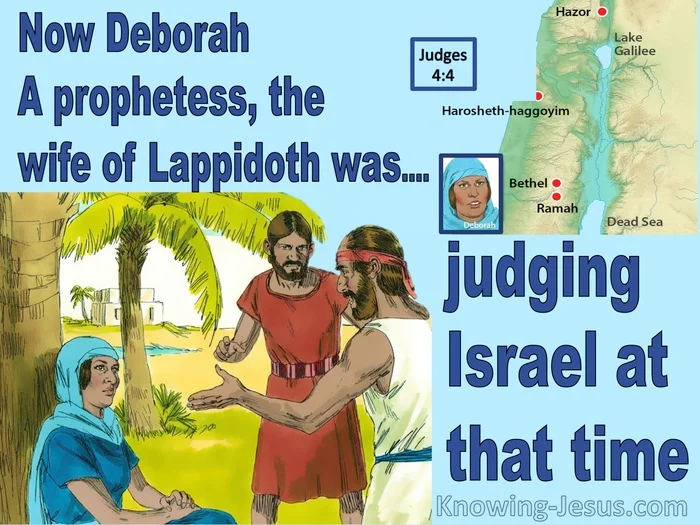 Now Deborah
A prophetess, the
wife of Lappidoth was....
Judges
4:4
Hazor
Lake
Galilee
Harosheth-haggoyim
Bethel
Ramah
Dead Sea
Deborah
judging
Israel at
that time
Knowing-Jesus.com